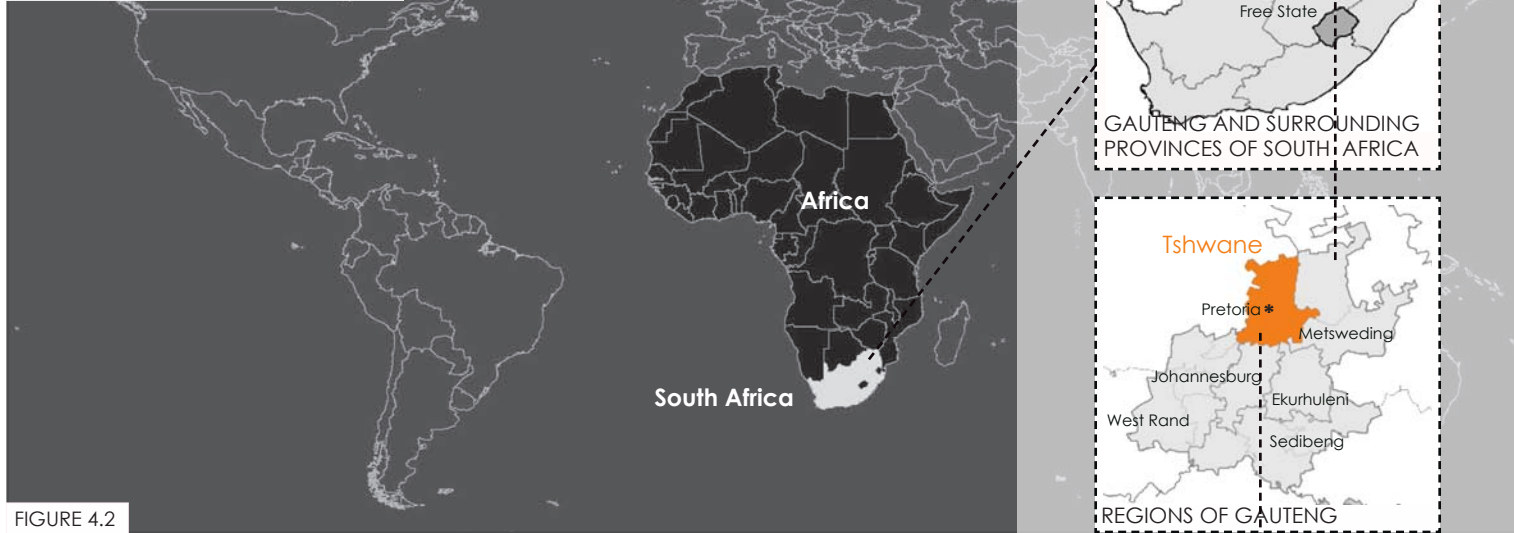 Free State
GAUTENG AND SURROUNDING
PROVINCES OF SOUTH AFRICA
Africa
South Africa
Tshwane
Pretoria *
Metsweding
Johannesburg
Ekurhuleni
West Rand
Sedibeng
REGIONS OF GAUTENG
FIGURE 4.2